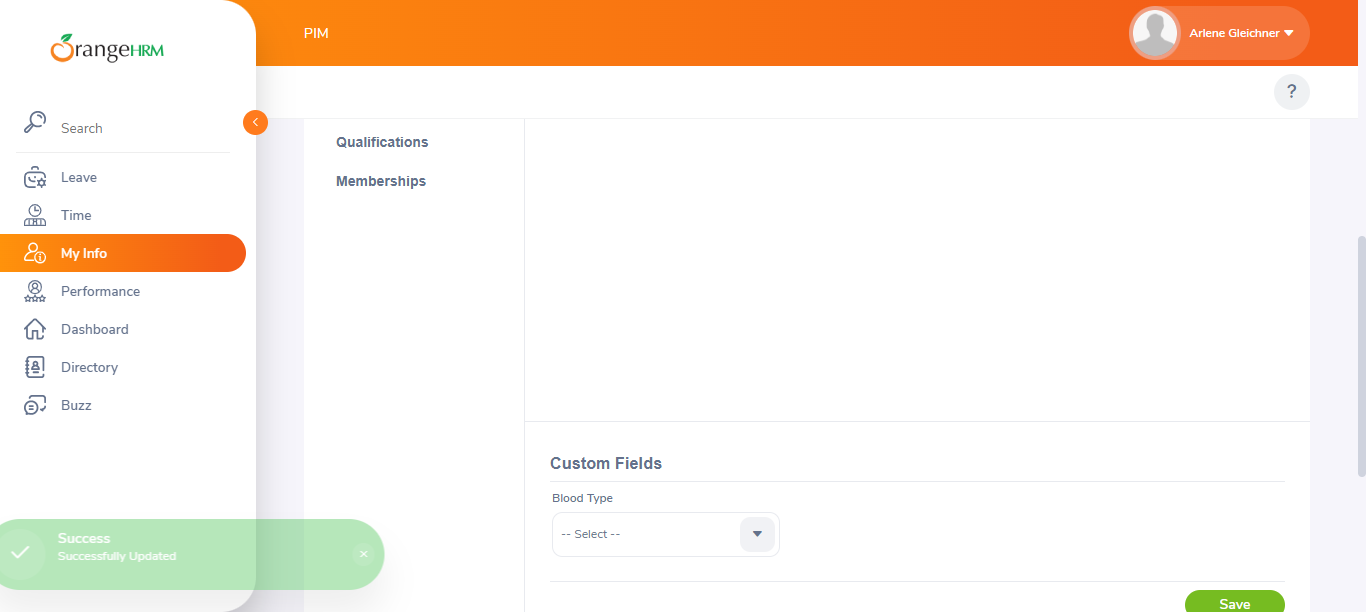 OrangeHRM
PIM
Arlene Gleichner
?
Search
Leave
Time
My Info
Performance
Dashboard
Directory
Buzz
Qualifications
Memberships
Custom Fields
Blood Type
-- Select --
Save
Success
Successfully Updated